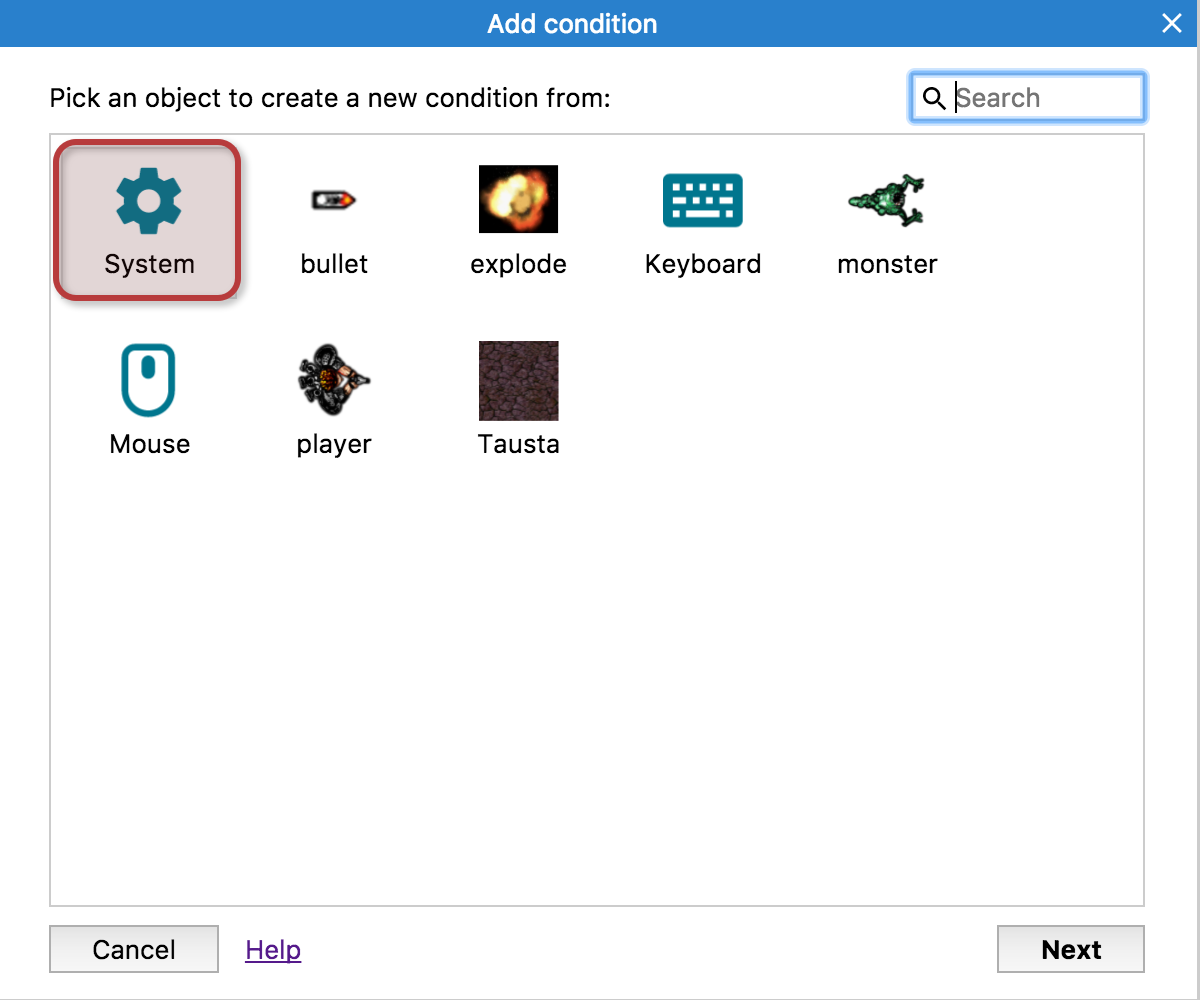 Add condition
Pick an object to create a new condition from:
Search
System
bullet
explode
Keyboard
monster
Mouse
player
Tausta
Cancel
Help
Next